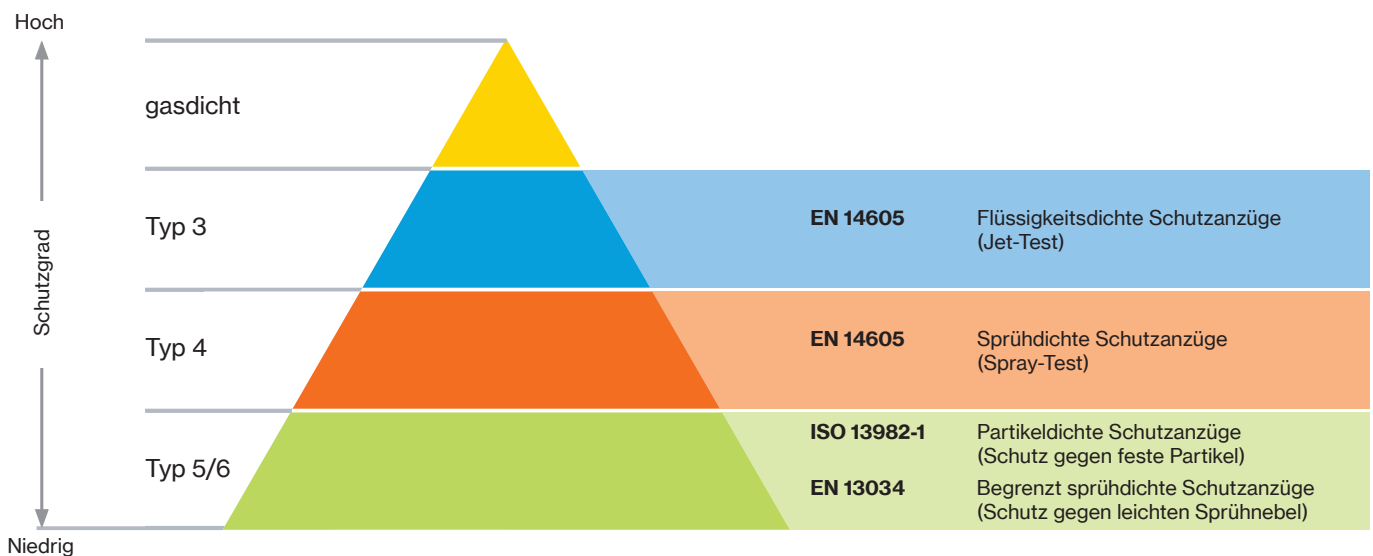 Hoch
gasdicht
Typ 3
EN 14605
Flüssigkeitsdichte Schutzanzüge
(Jet-Test)
Schutzgrad
Typ 4
EN 14605
Sprühdichte Schutzanzüge
(Spray-Test)
Typ 5/6
ISO 13982-1
Partikeldichte Schutzanzüge
(Schutz gegen feste Partikel)
EN 13034
Begrenzt sprühdichte Schutzanzüge
(Schutz gegen leichten Sprühnebel)
Niedrig